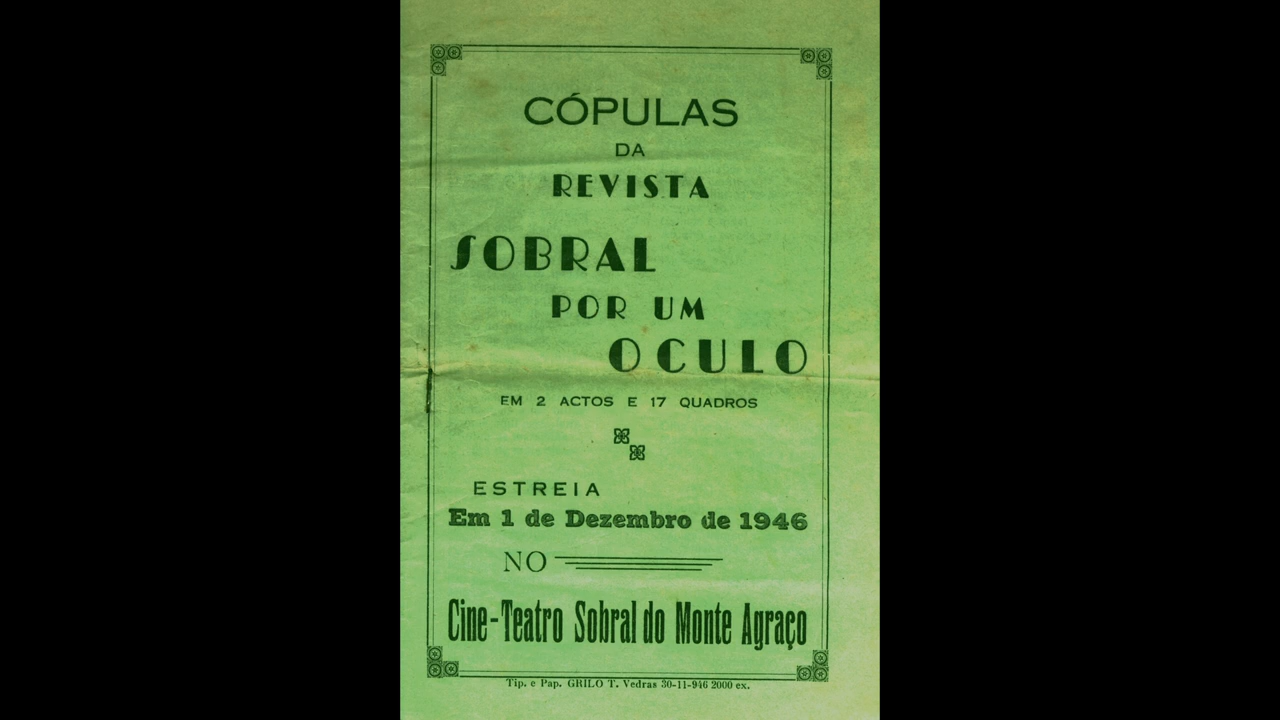 CÓPULAS
DA
REVISTA
SOBRAL
POR UM
OCULO
EM 2 ACTOS E 17 QUADROS
ESTREIA
Em 1 de Dezembro de 1946
NO
Cine-Teatro Sobral do Monte Agraço
Tip. e Pap. GRILO T. Vedras 30-11-946 2000 ex.